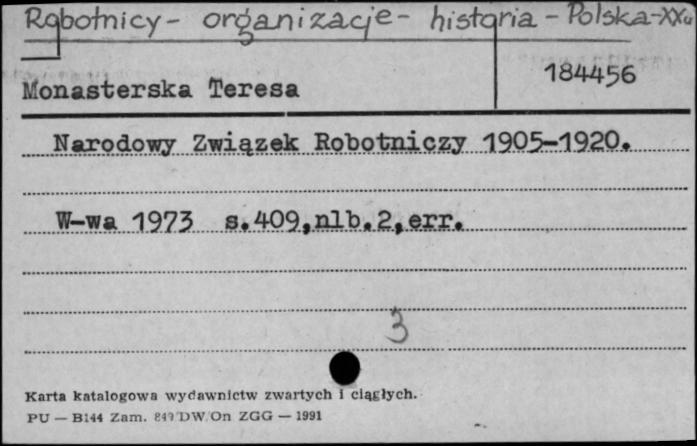 Robotnicy - organizacje - historia - Polska - XX w
184456
Monasterska Teresa
Narodowy Związek Robotniczy 1905-1920.
W-wa 1973 s.409,nlb.2,err.
3
Karta katalogowa wydawnictw zwartych i ciągłych.
PU — B144 Zam. 849 DW/On ZGG — 1991